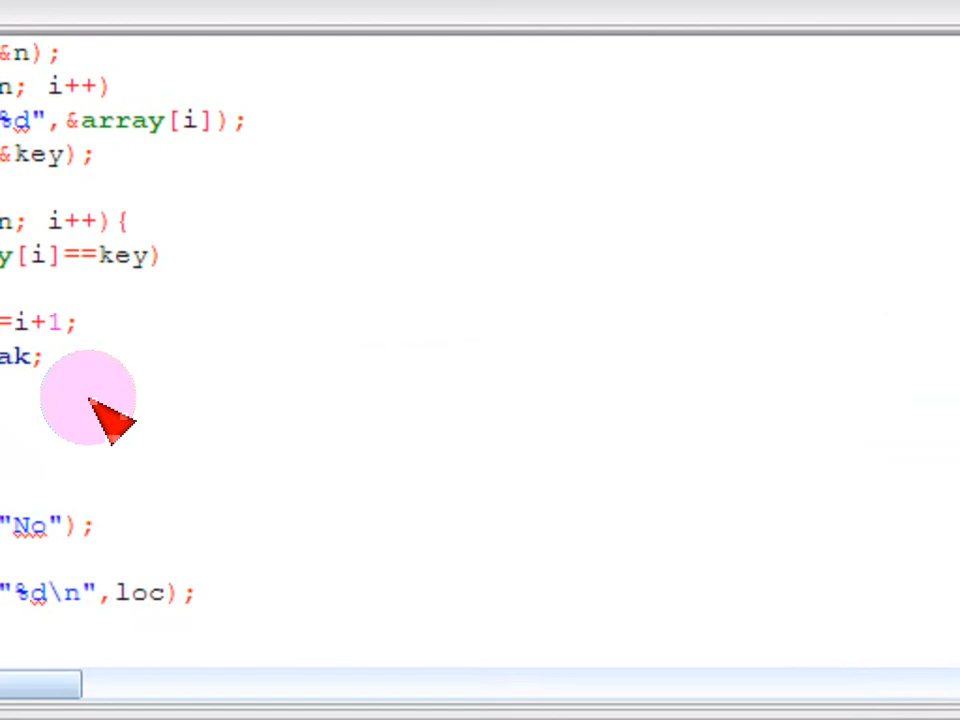 &n);
n; i++)
%d",&array[i]);
&key);
n; i++){
y[i]==key)
=i+1;
ak;
"No");
"%d\n",loc);